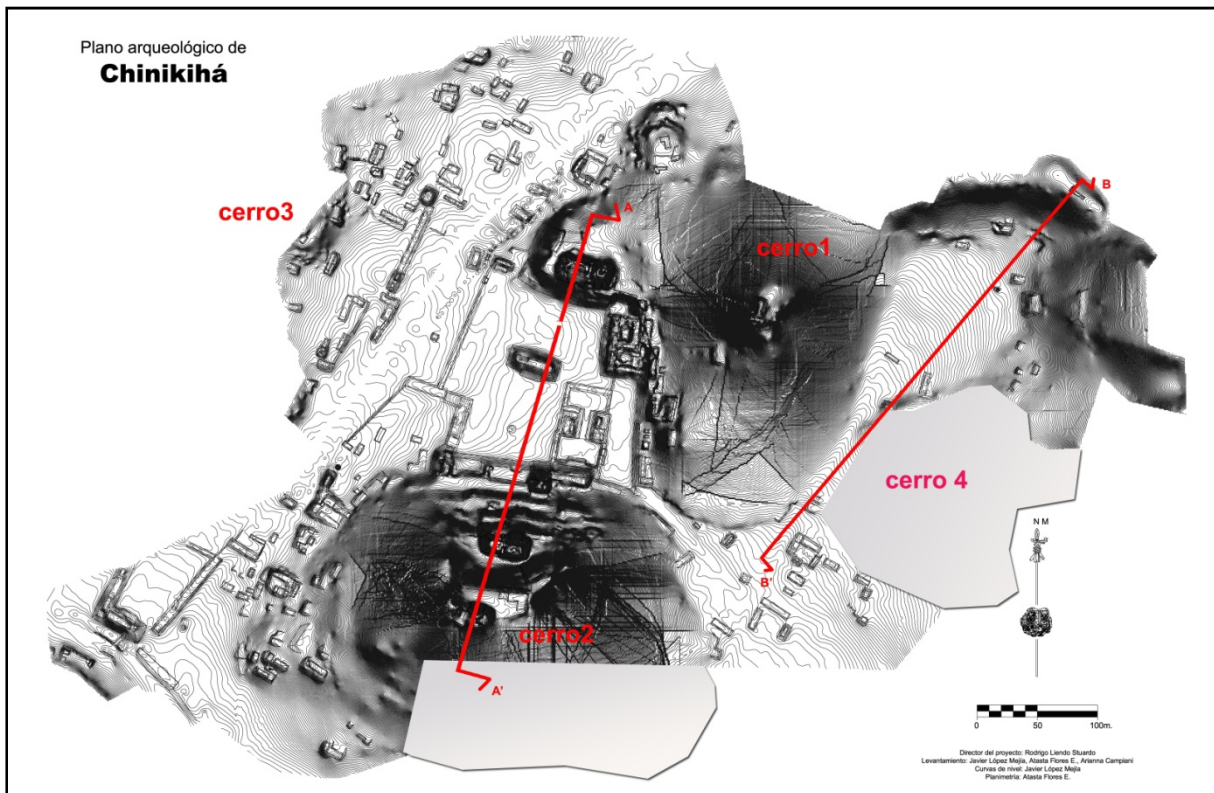 Plano arqueológico de
Chinikihá
cerro3
A
cerro1
B
cerro 4
N M
B'
cerro2
A'
0 50 100m.
Director del proyecto: Rodrigo Liendo Stuardo
Levantamiento: Javier López Mejía, Atasta Flores E., Arianna Campiani
Curvas de nivel: Javier López Mejía
Planimetría: Atasta Flores E.